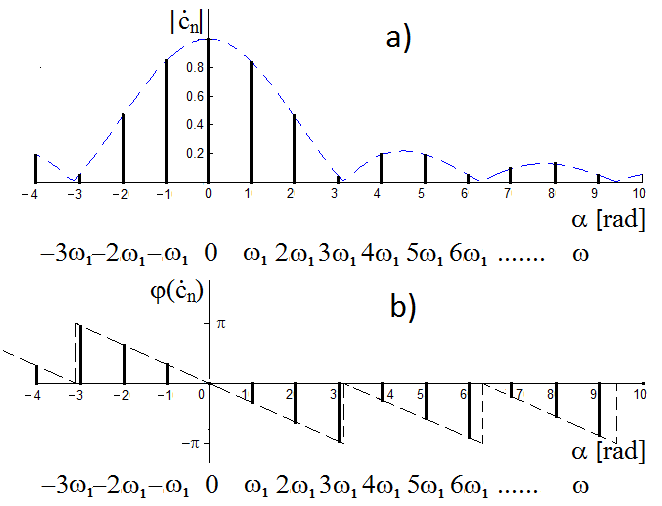 |ċₙ| a)
0.8
0.6
0.4
0.2
−4 −3 −2 −1 0 1 2 3 4 5 6 7 8 9 10
α [rad]
−3ω₁ −2ω₁ −ω₁ 0 ω₁ 2ω₁ 3ω₁ 4ω₁ 5ω₁ 6ω₁ ....... ω
φ(ċₙ) b)
π
−4 −3 −2 −1 0 1 2 3 4 5 6 7 8 9 10
−π
α [rad]
−3ω₁ −2ω₁ −ω₁ 0 ω₁ 2ω₁ 3ω₁ 4ω₁ 5ω₁ 6ω₁ ...... ω